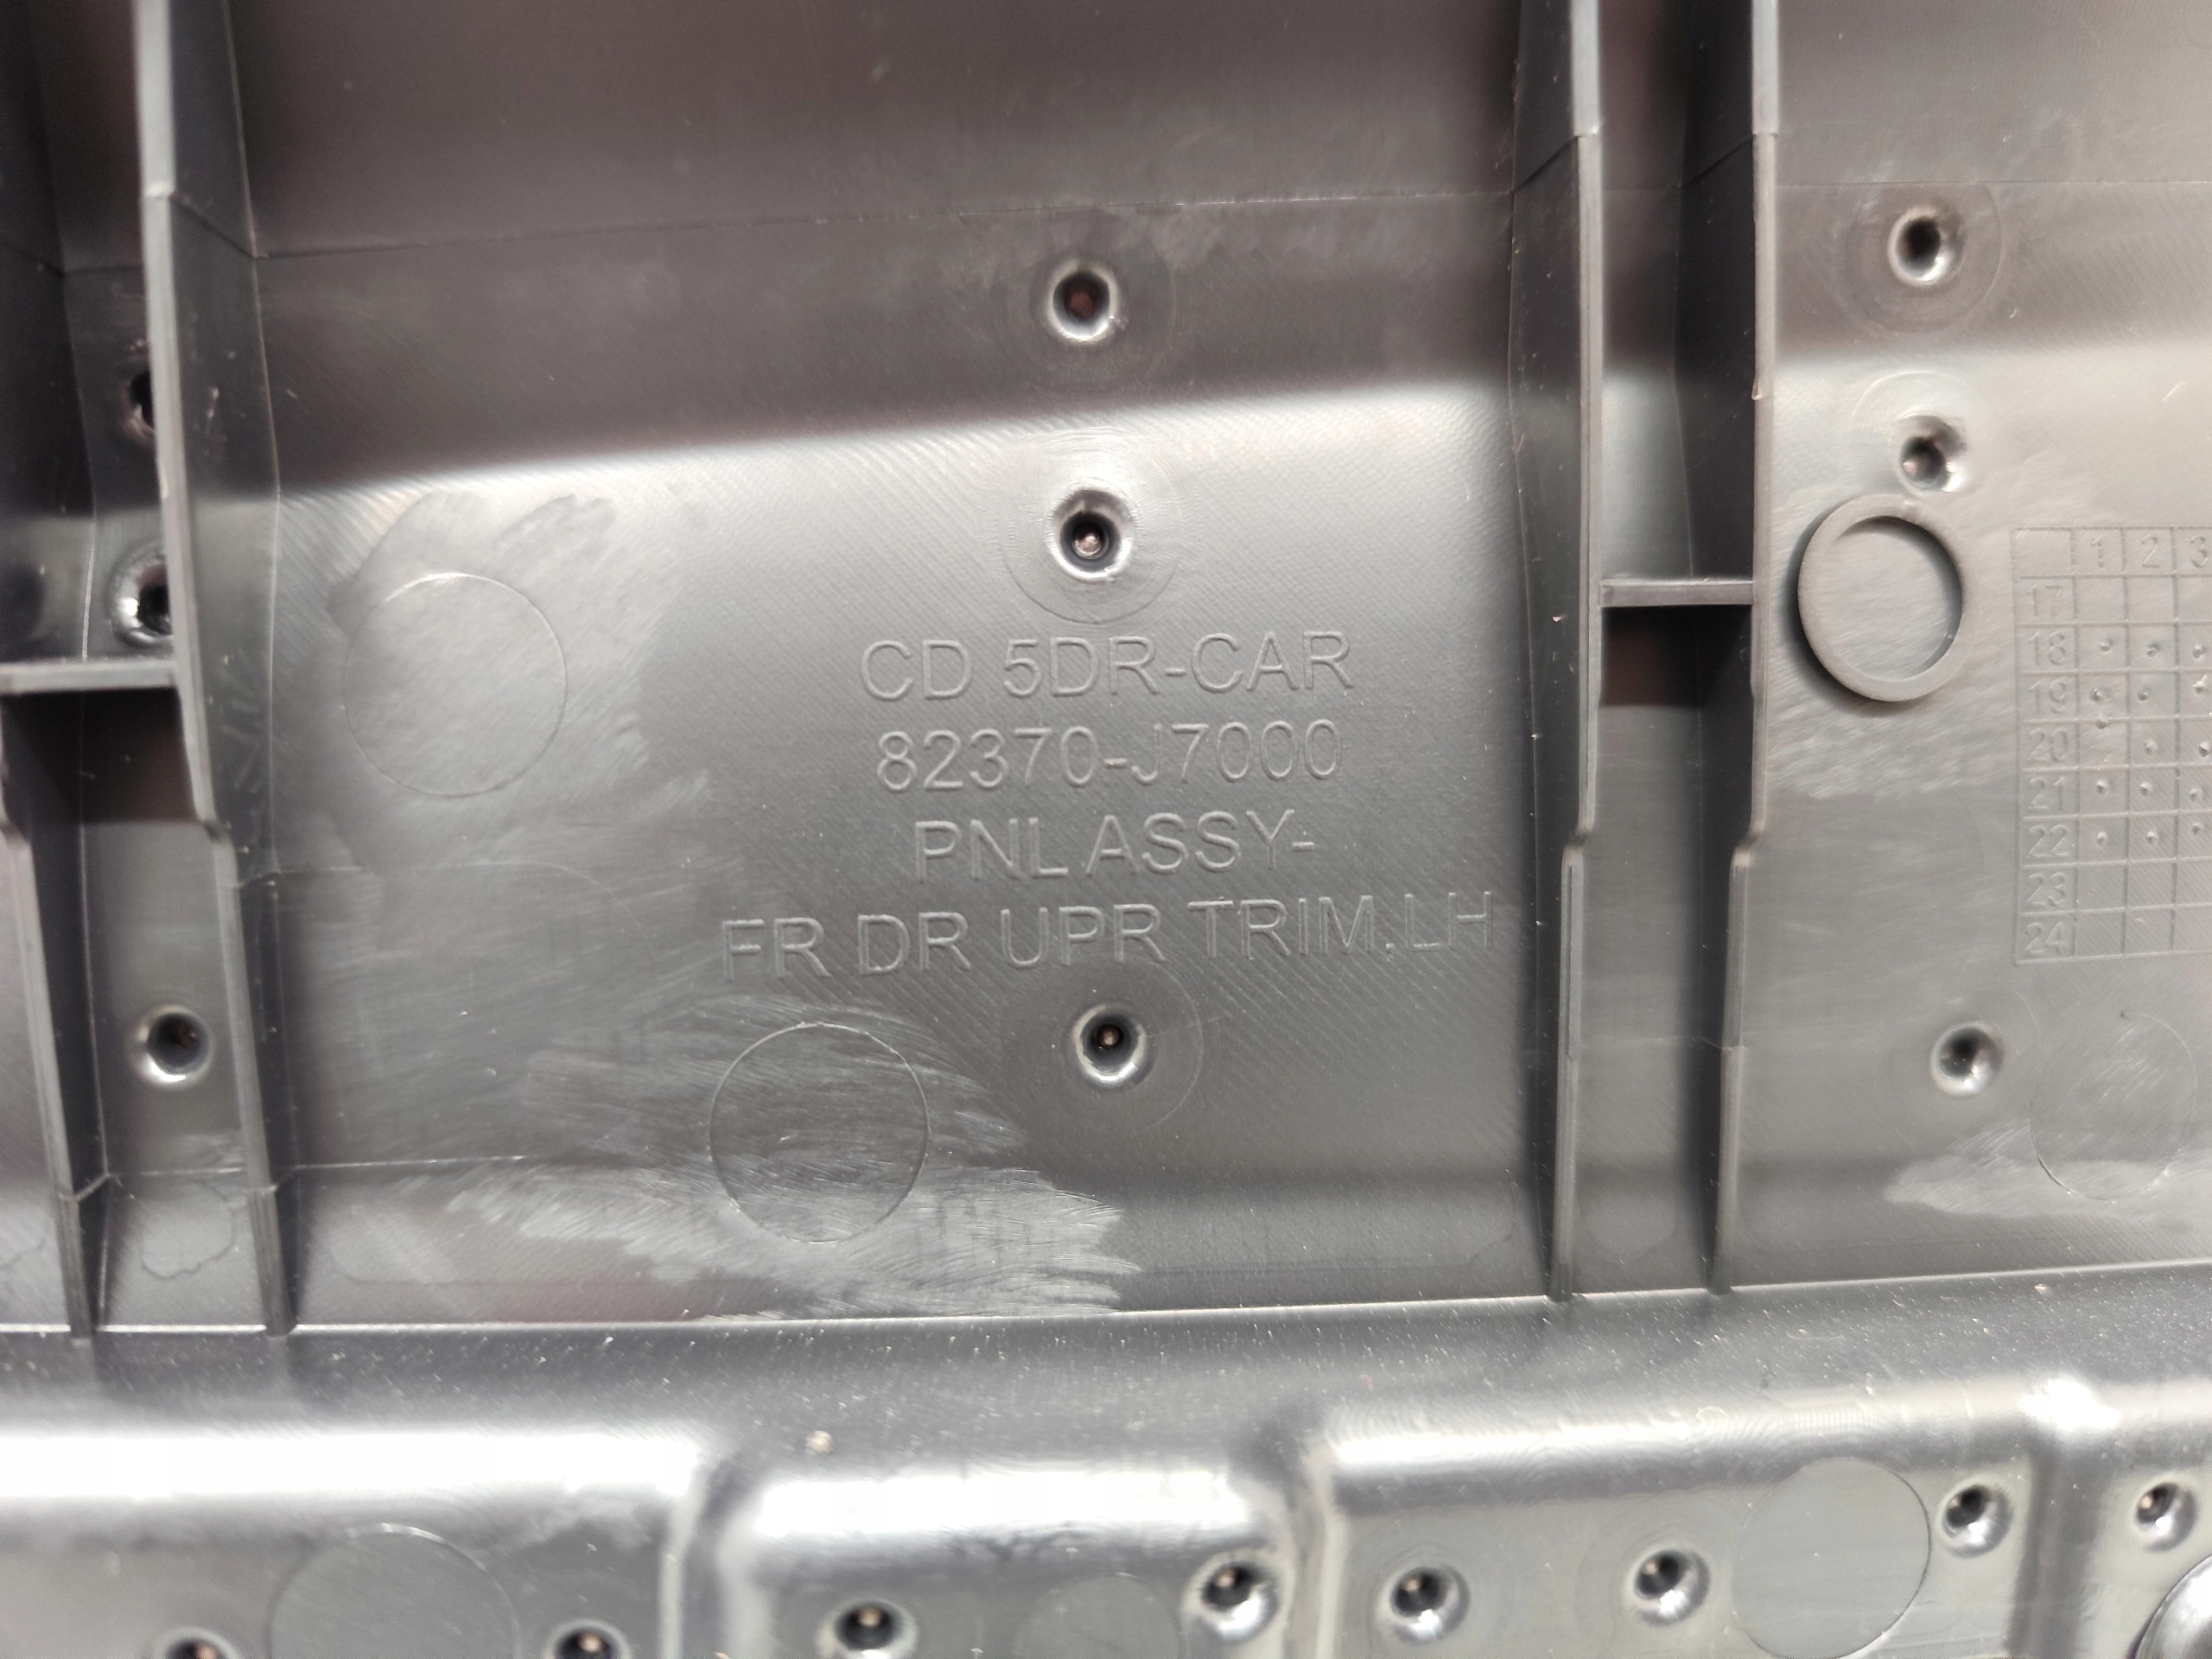 CD 5DR-CAR
82370-J7000
PNL ASSY-
FR DR UPR TRIM,LH
1 2 3
17
18
19
20
21
22
23
24